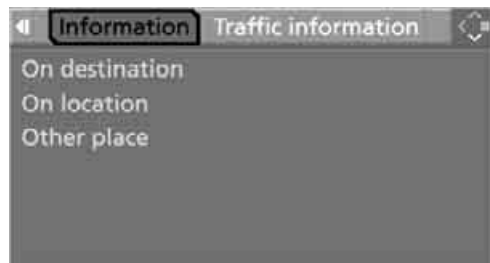 Information Traffic information
On destination
On location
Other place